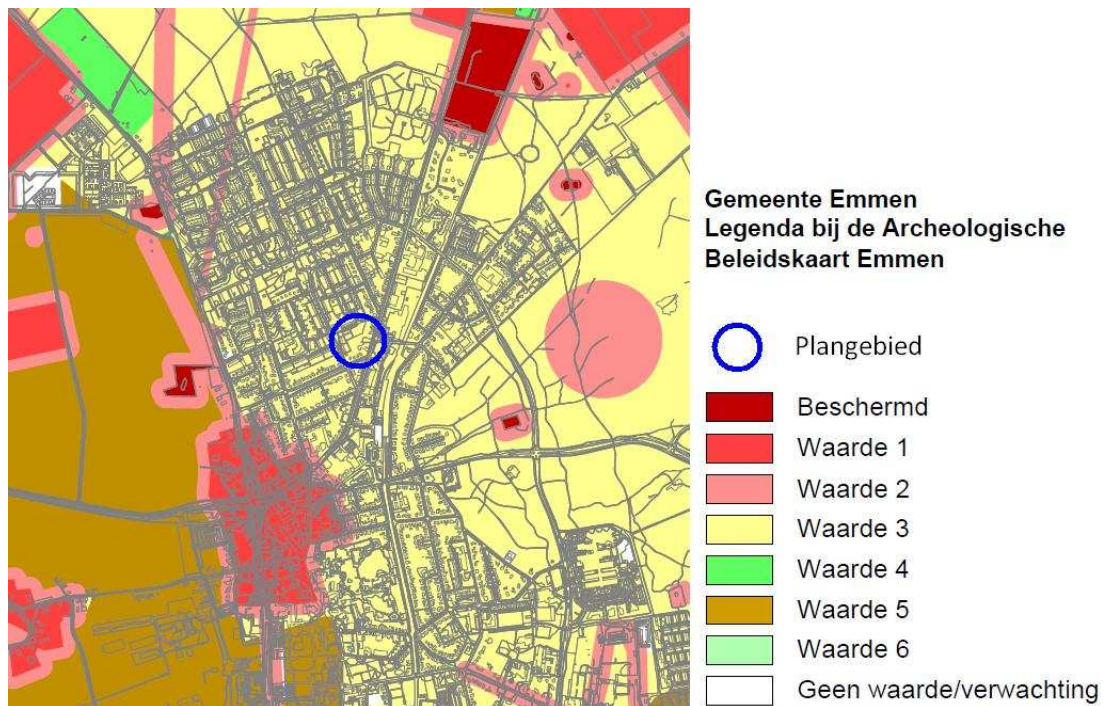 Gemeente Emmen
Legenda bij de Archeologische
Beleidskaart Emmen
Plangebied
Beschermd
Waarde 1
Waarde 2
Waarde 3
Waarde 4
Waarde 5
Waarde 6
Geen waarde/verwachting